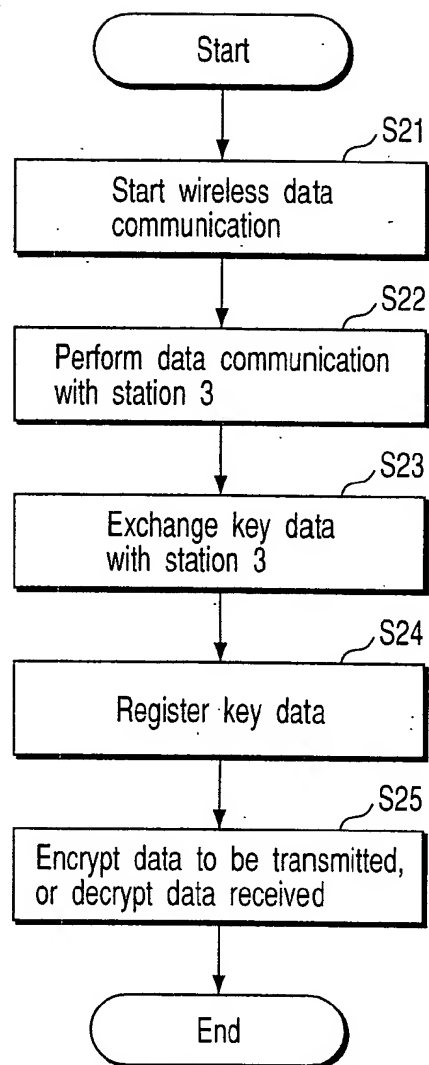 Start
S21
Start wireless data
communication
S22
Perform data communication
with station 3
S23
Exchange key data
with station 3
S24
Register key data
S25
Encrypt data to be transmitted,
or decrypt data received
End